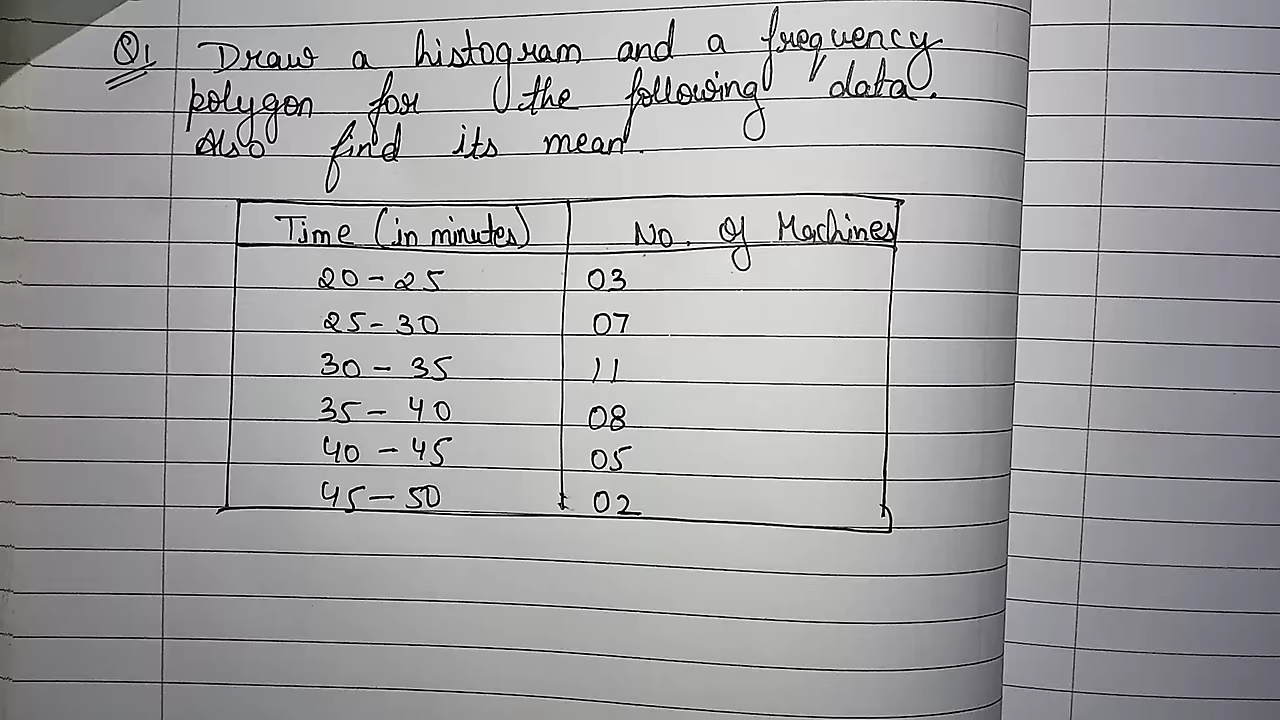 Q1 Draw a histogram and a frequency
polygon for the following data.
Also find its mean.
Time (in minutes) No. of Machines
20 - 25 03
25 - 30 07
30 - 35 11
35 - 40 08
40 - 45 05
45 - 50 02